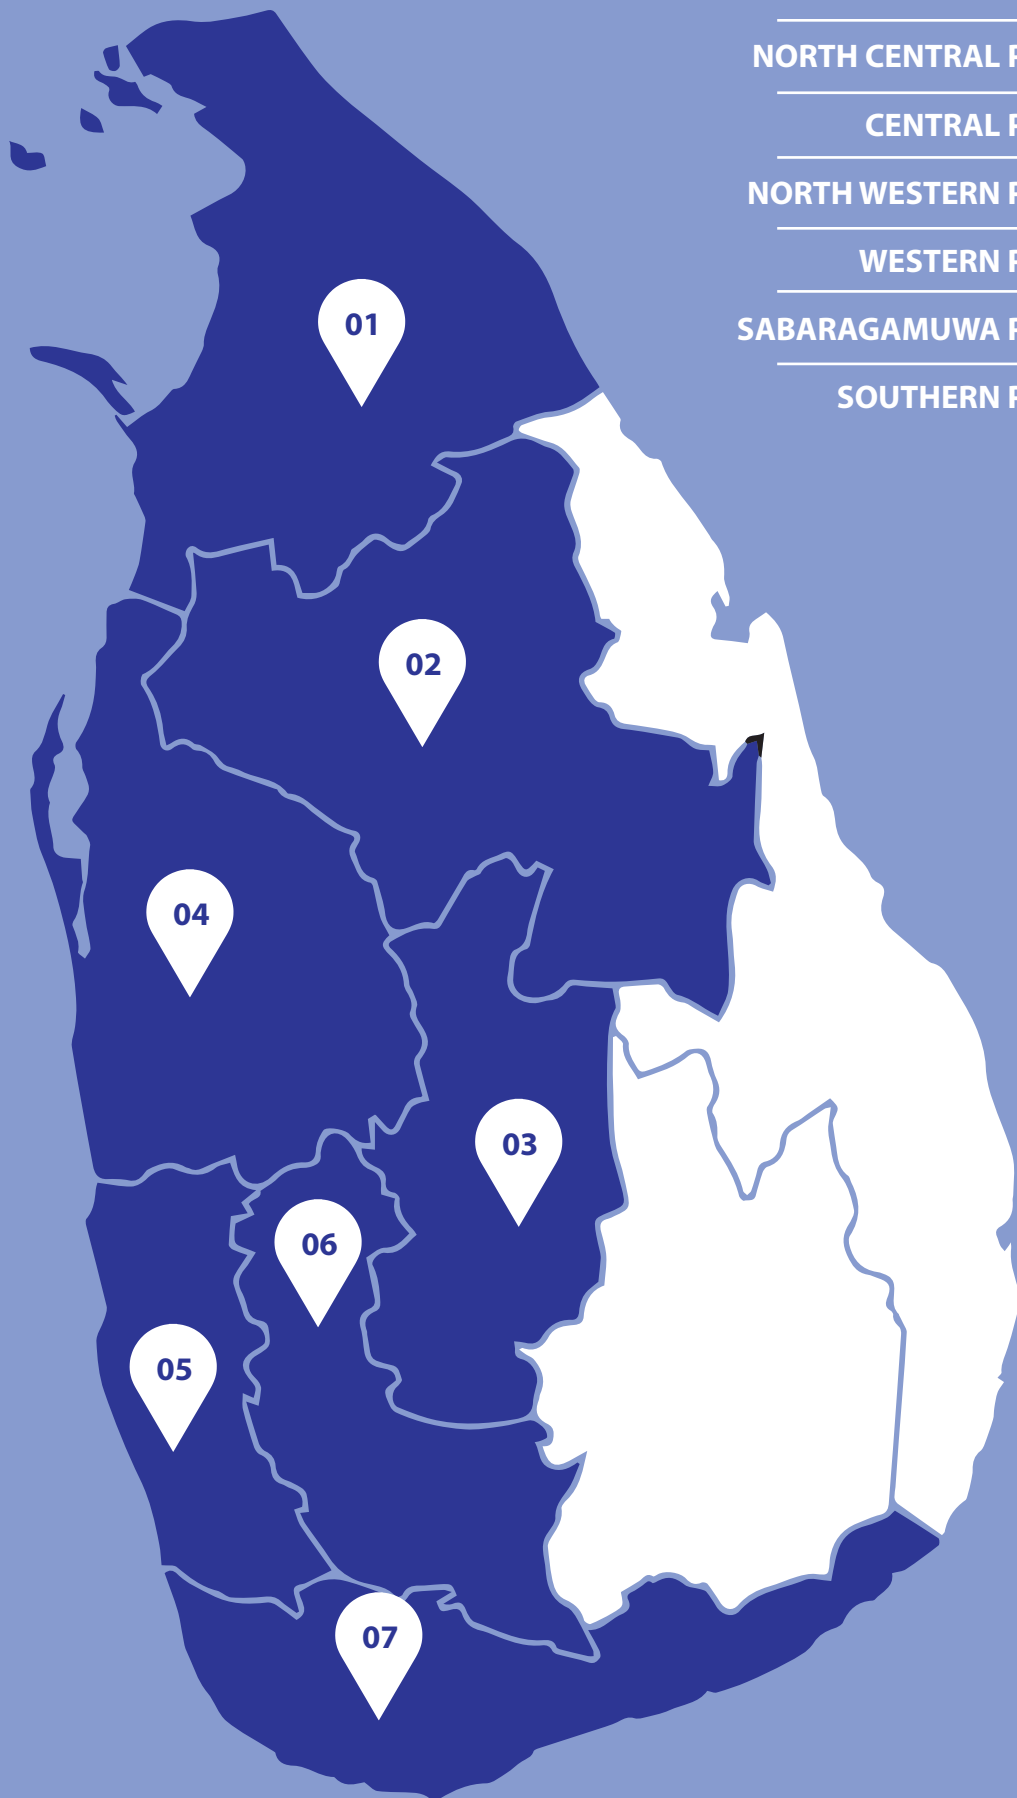 NORTH CENTRAL P
CENTRAL P
NORTH WESTERN P
WESTERN P
SABARAGAMUWA P
SOUTHERN P
01
02
04
03
06
05
07